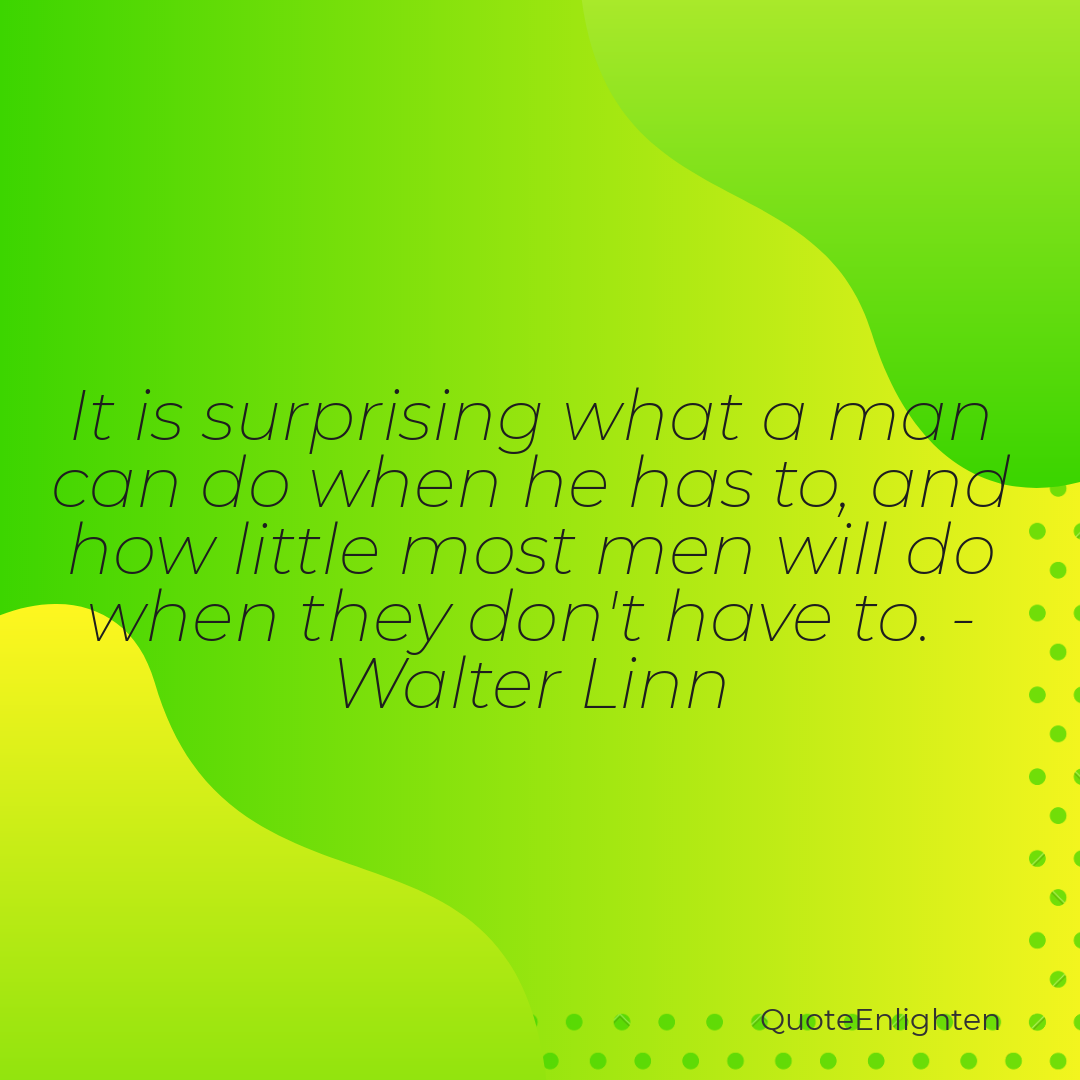 It is surprising what a man
can do when he has to, and
how little most men will do
when they don't have to. -
Walter Linn
QuoteEnlighten